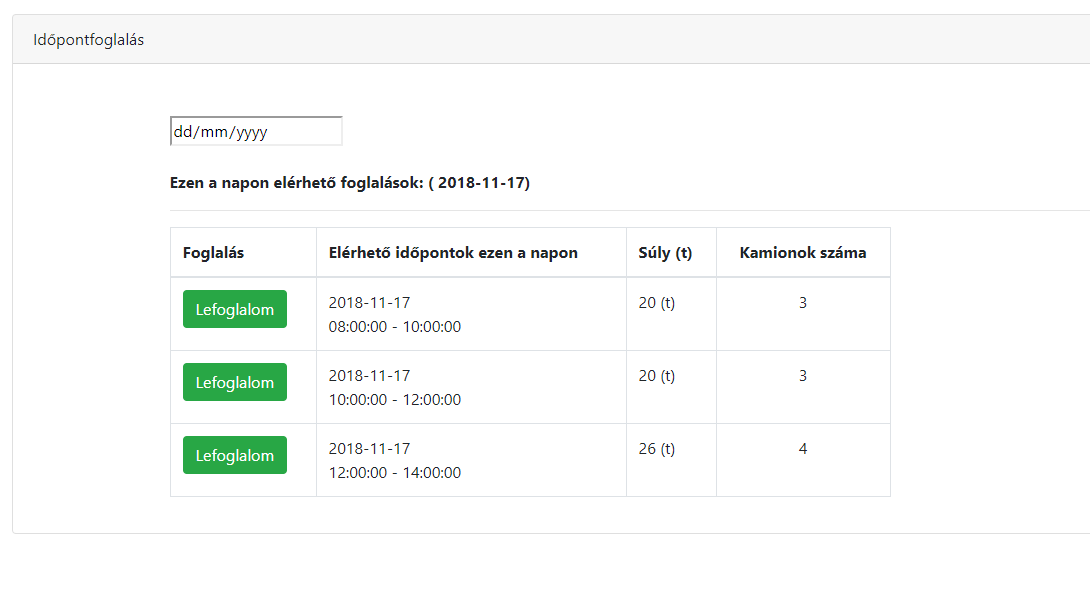 Időpontfoglalás
dd/mm/yyyy
Ezen a napon elérhető foglalások: ( 2018-11-17)
Foglalás Elérhető időpontok ezen a napon Súly (t) Kamionok száma
Lefoglalom 2018-11-17 20 (t) 3
08:00:00 - 10:00:00
Lefoglalom 2018-11-17 20 (t) 3
10:00:00 - 12:00:00
Lefoglalom 2018-11-17 26 (t) 4
12:00:00 - 14:00:00